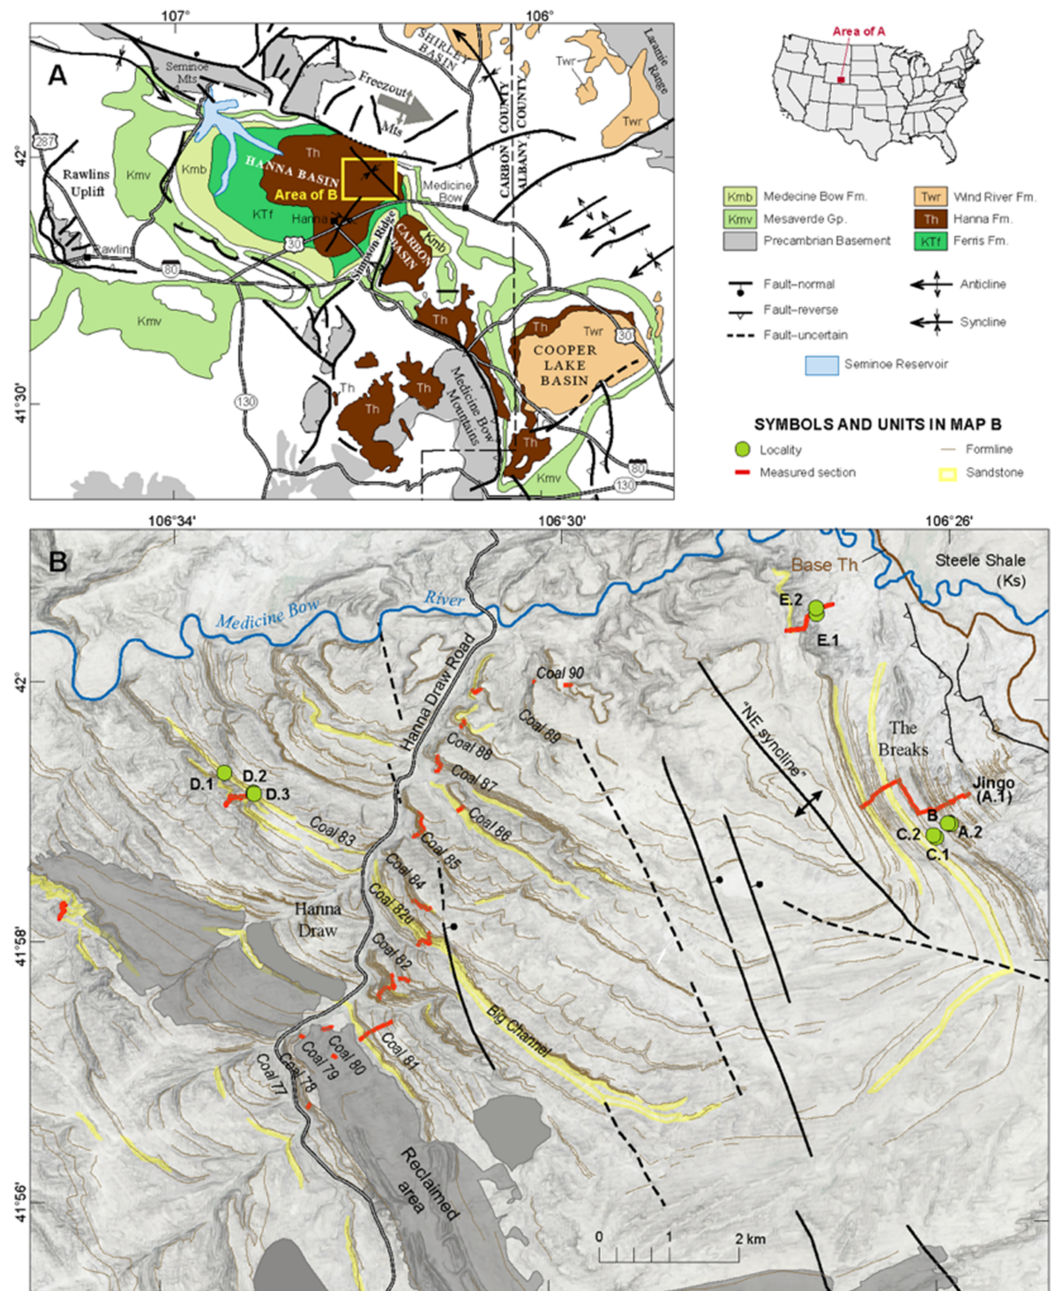 107°
106°
A
SHIRLEY
BASIN
Twr
Laramie
Range
Seminoe
Mts
Freezout
Mts
CARBON COUNTY
ALBANY COUNTY
Twr
287
42°
Th
HANNA BASIN
Area of B
Kmv
Kmb
Rawlins
Uplift
Medicine
Bow
KTf
Hanna
30
Simpson Ridge
CARBON
BASIN
Kmb
Rawlins
80
Kmv
Th
Th
Twr
30
COOPER
LAKE
BASIN
Th
Th
Th
Medicine Bow
Mountains
41°30'
130
Th
Kmv
80
130
Area of A
Kmb
Medecine Bow Fm.
Twr
Wind River Fm.
Kmv
Mesaverde Gp.
Th
Hanna Fm.
Precambrian Basement
KTf
Ferris Fm.
Fault–normal
Anticline
Fault–reverse
Syncline
Fault–uncertain
Seminoe Reservoir
SYMBOLS AND UNITS IN MAP B
Locality
Formline
Measured section
Sandstone
106°34'
106°30'
106°26'
B
Base Th
Steele Shale
(Ks)
Medicine Bow
River
E.2
E.1
42°
Hanna Draw Road
Coal 90
Coal 89
Coal 88
Coal 87
Coal 86
Coal 85
Coal 84
Coal 83
Coal 82u
Coal 82
"NE syncline"
The
Breaks
Jingo
(A.1)
D.1
D.2
D.3
B
A.2
C.2
C.1
Hanna
Draw
41°58'
Big Channel
Coal 81
Coal 80
Coal 79
Coal 78
Coal 77
Reclaimed
area
41°56'
0
1
2 km